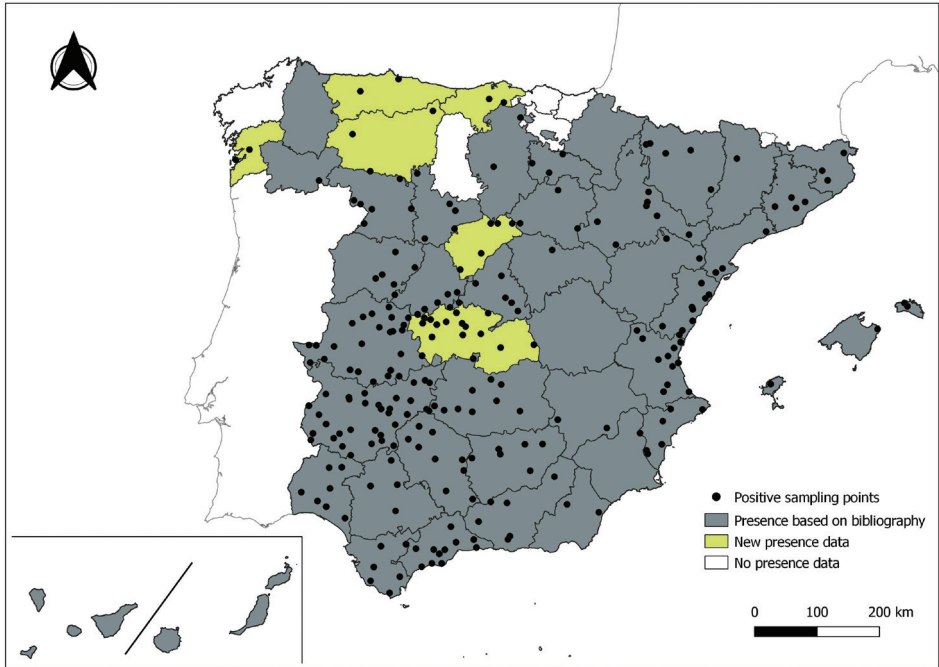 Positive sampling points
Presence based on bibliography
New presence data
No presence data
0 100 200 km